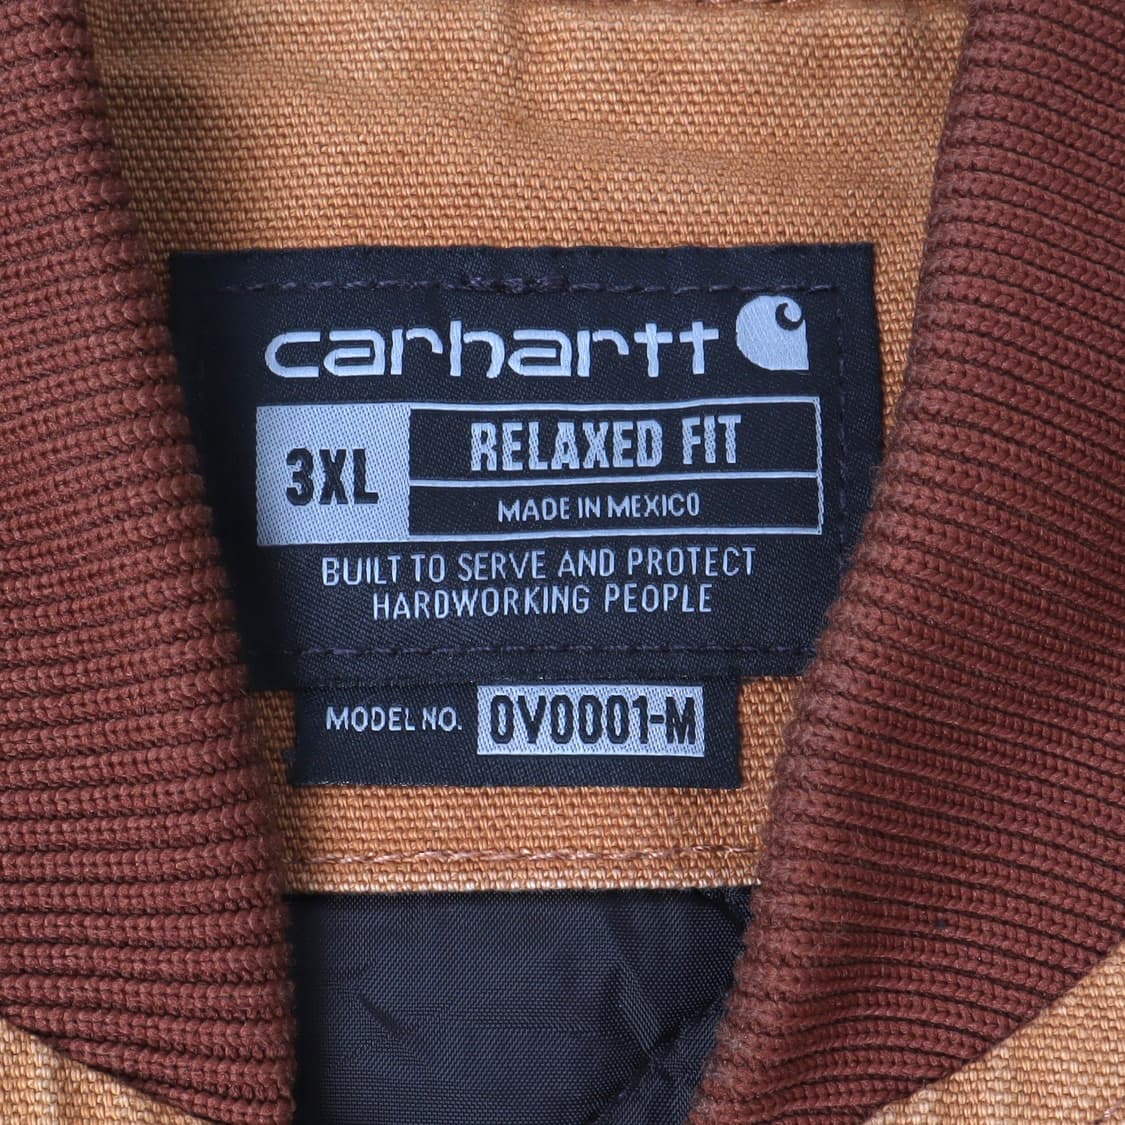 carhartt
3XL
RELAXED FIT
MADE IN MEXICO
BUILT TO SERVE AND PROTECT
HARDWORKING PEOPLE
MODEL NO. OV0001-M